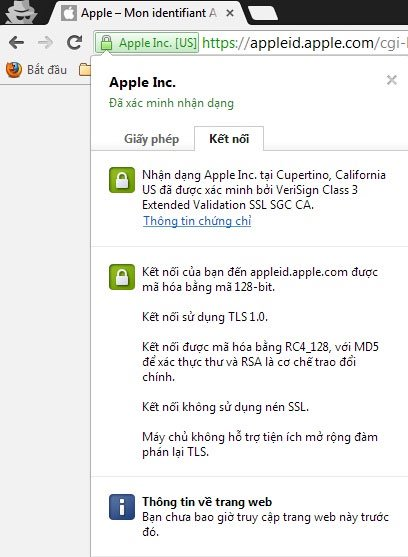 Apple – Mon identifiant A
Apple Inc. [US]
https://appleid.apple.com/cgi-
Bắt đầu
Apple Inc.
Đã xác minh nhận dạng
Giấy phép
Kết nối
Nhận dạng Apple Inc. tại Cupertino, California
US đã được xác minh bởi VeriSign Class 3
Extended Validation SSL SGC CA.
Thông tin chứng chỉ
Kết nối của bạn đến appleid.apple.com được
mã hóa bằng mã 128-bit.
Kết nối sử dụng TLS 1.0.
Kết nối được mã hóa bằng RC4_128, với MD5
để xác thực thư và RSA là cơ chế trao đổi
chính.
Kết nối không sử dụng nén SSL.
Máy chủ không hỗ trợ tiện ích mở rộng đàm
phán lại TLS.
Thông tin về trang web
Bạn chưa bao giờ truy cập trang web này trước
đó.